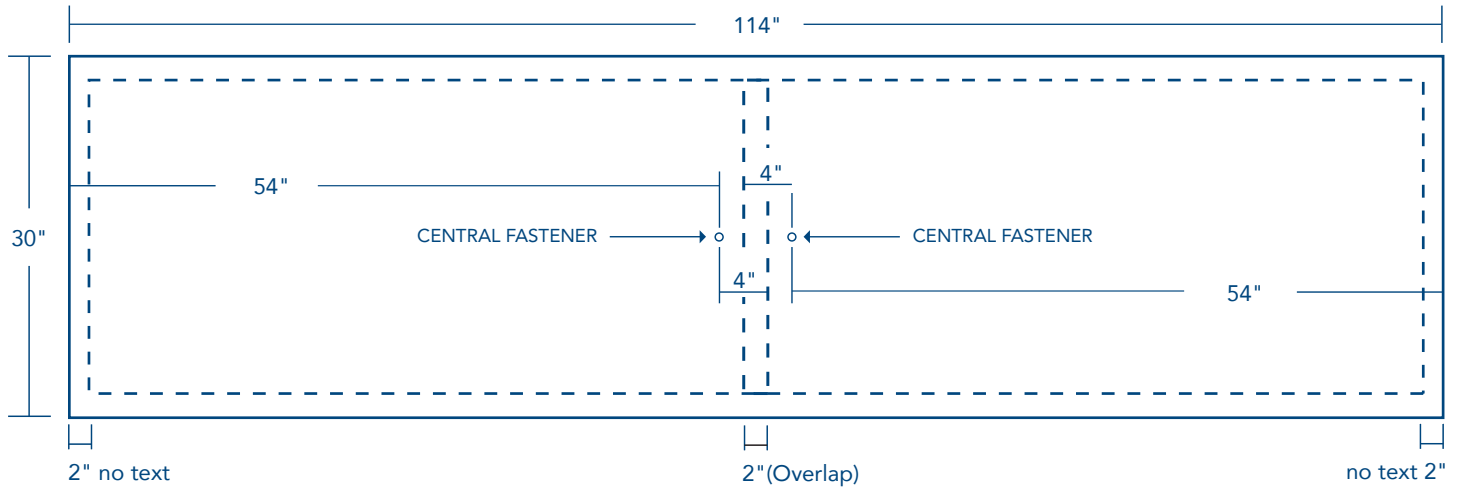 114"
4"
54"
30"
CENTRAL FASTENER
CENTRAL FASTENER
4"
54"
2" no text
2"(Overlap)
no text 2"